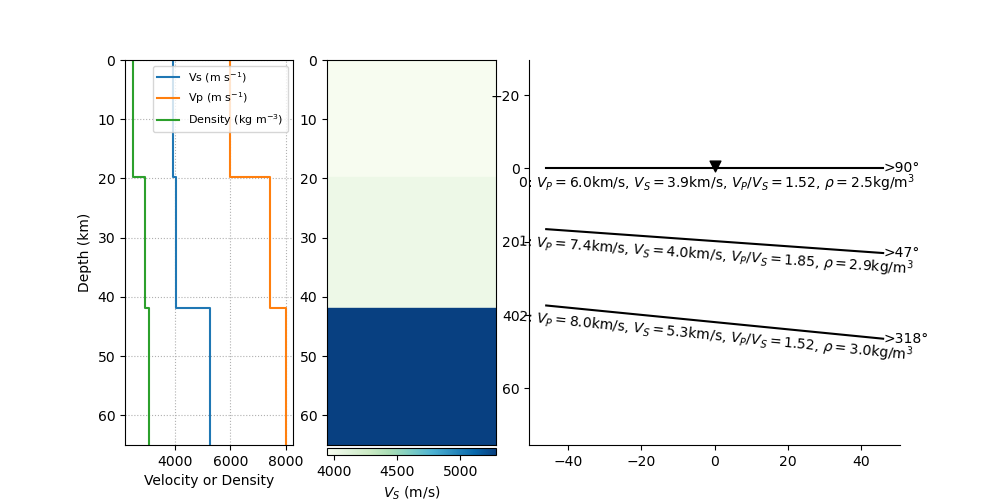 0
10
20
30
40
50
60
Depth (km)
4000 6000 8000
Velocity or Density
Vs (m s⁻¹)
Vp (m s⁻¹)
Density (kg m⁻³)
0
10
20
30
40
50
60
4000 4500 5000
V_S (m/s)
−20
0
20
40
60
−40 −20 0 20 40
>90°
0: V_P = 6.0km/s, V_S = 3.9km/s, V_P/V_S = 1.52, ρ = 2.5kg/m³
>47°
1: V_P = 7.4km/s, V_S = 4.0km/s, V_P/V_S = 1.85, ρ = 2.9kg/m³
>318°
2: V_P = 8.0km/s, V_S = 5.3km/s, V_P/V_S = 1.52, ρ = 3.0kg/m³